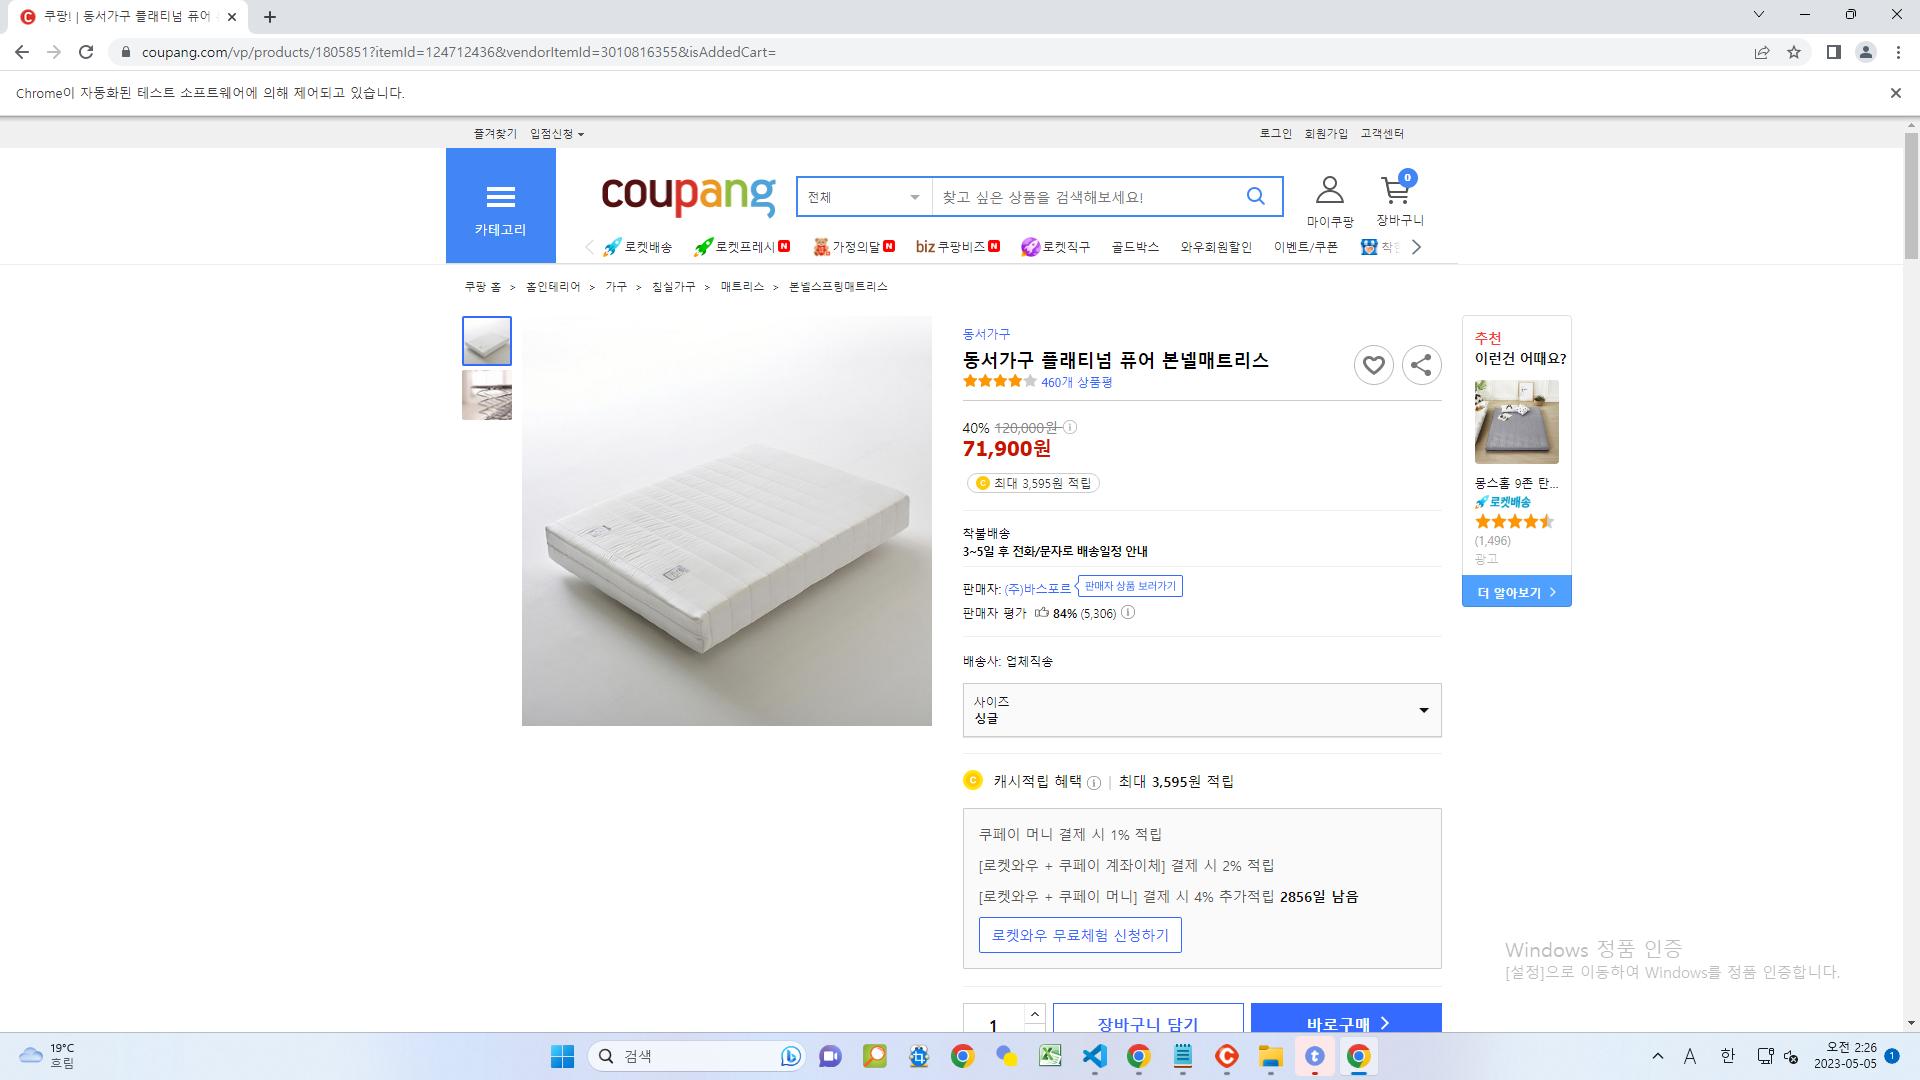 쿠팡! | 동서가구 플래티넘 퓨어
coupang.com/vp/products/1805851?itemId=124712436&vendorItemId=3010816355&isAddedCart=
Chrome이 자동화된 테스트 소프트웨어에 의해 제어되고 있습니다.
즐겨찾기 입점신청
로그인 회원가입 고객센터
카테고리
coupang
전체
찾고 싶은 상품을 검색해보세요!
마이쿠팡
0
장바구니
로켓배송 로켓프레시 N 가정의달 N biz 쿠팡비즈 N 로켓직구 골드박스 와우회원할인 이벤트/쿠폰
쿠팡 홈 > 홈인테리어 > 가구 > 침실가구 > 매트리스 > 본넬스프링매트리스
동서가구
동서가구 플래티넘 퓨어 본넬매트리스
460개 상품평
40% 120,000원
71,900원
최대 3,595원 적립
착불배송
3~5일 후 전화/문자로 배송일정 안내
판매자: (주)바스포르 판매자 상품 보러가기
판매자 평가 84% (5,306)
배송사: 업체직송
사이즈
싱글
캐시적립 혜택 | 최대 3,595원 적립
쿠페이 머니 결제 시 1% 적립
[로켓와우 + 쿠페이 계좌이체] 결제 시 2% 적립
[로켓와우 + 쿠페이 머니] 결제 시 4% 추가적립 2856일 남음
로켓와우 무료체험 신청하기
1
장바구니 담기
바로구매
추천
이런건 어때요?
몽스홈 9존 탄...
로켓배송
(1,496)
광고
더 알아보기
Windows 정품 인증
[설정]으로 이동하여 Windows를 정품 인증합니다.
19°C
흐림
검색
A
한
오전 2:26
2023-05-05
1